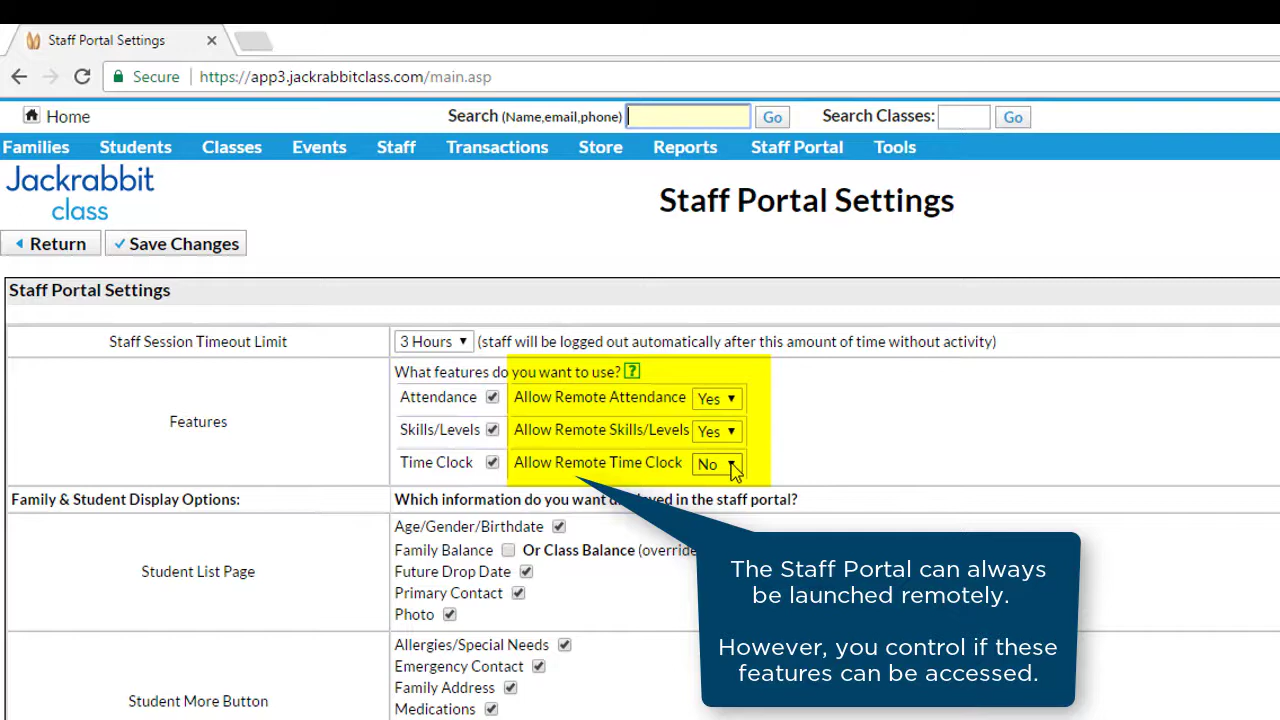 Staff Portal Settings
Secure https://app3.jackrabbitclass.com/main.asp
Home Search (Name,email,phone) Go Search Classes: Go
Families Students Classes Events Staff Transactions Store Reports Staff Portal Tools
Jackrabbit
class
Staff Portal Settings
Return Save Changes
Staff Portal Settings
Staff Session Timeout Limit 3 Hours (staff will be logged out automatically after this amount of time without activity)
What features do you want to use? ?
Attendance Allow Remote Attendance Yes
Features
Skills/Levels Allow Remote Skills/Levels Yes
Time Clock Allow Remote Time Clock No
Family & Student Display Options: Which information do you want displayed in the staff portal?
Age/Gender/Birthdate
Family Balance Or Class Balance (overrid
Student List Page
Future Drop Date
Primary Contact
Photo
The Staff Portal can always
be launched remotely.
However, you control if these
features can be accessed.
Allergies/Special Needs
Emergency Contact
Family Address
Student More Button
Medications